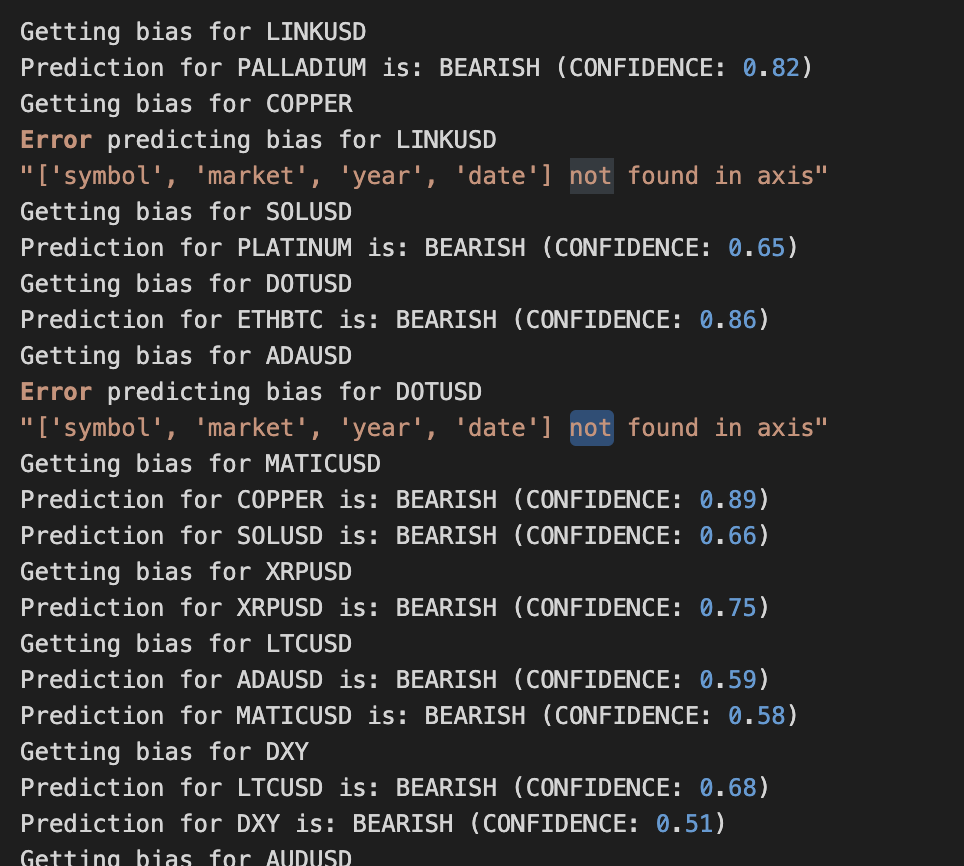 Getting bias for LINKUSD
Prediction for PALLADIUM is: BEARISH (CONFIDENCE: 0.82)
Getting bias for COPPER
Error predicting bias for LINKUSD
"['symbol', 'market', 'year', 'date'] not found in axis"
Getting bias for SOLUSD
Prediction for PLATINUM is: BEARISH (CONFIDENCE: 0.65)
Getting bias for DOTUSD
Prediction for ETHBTC is: BEARISH (CONFIDENCE: 0.86)
Getting bias for ADAUSD
Error predicting bias for DOTUSD
"['symbol', 'market', 'year', 'date'] not found in axis"
Getting bias for MATICUSD
Prediction for COPPER is: BEARISH (CONFIDENCE: 0.89)
Prediction for SOLUSD is: BEARISH (CONFIDENCE: 0.66)
Getting bias for XRPUSD
Prediction for XRPUSD is: BEARISH (CONFIDENCE: 0.75)
Getting bias for LTCUSD
Prediction for ADAUSD is: BEARISH (CONFIDENCE: 0.59)
Prediction for MATICUSD is: BEARISH (CONFIDENCE: 0.58)
Getting bias for DXY
Prediction for LTCUSD is: BEARISH (CONFIDENCE: 0.68)
Prediction for DXY is: BEARISH (CONFIDENCE: 0.51)
Getting bias for AUDUSD